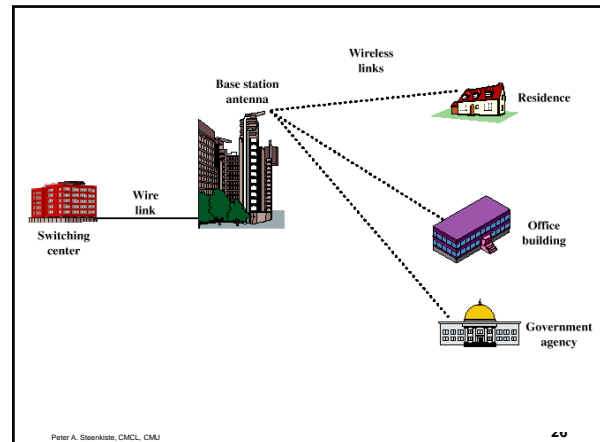 Wireless
links
Base station
antenna
Residence
Wire
link
Switching
center
Office
building
Government
agency
Peter A. Steenkiste, CMCL, CMU